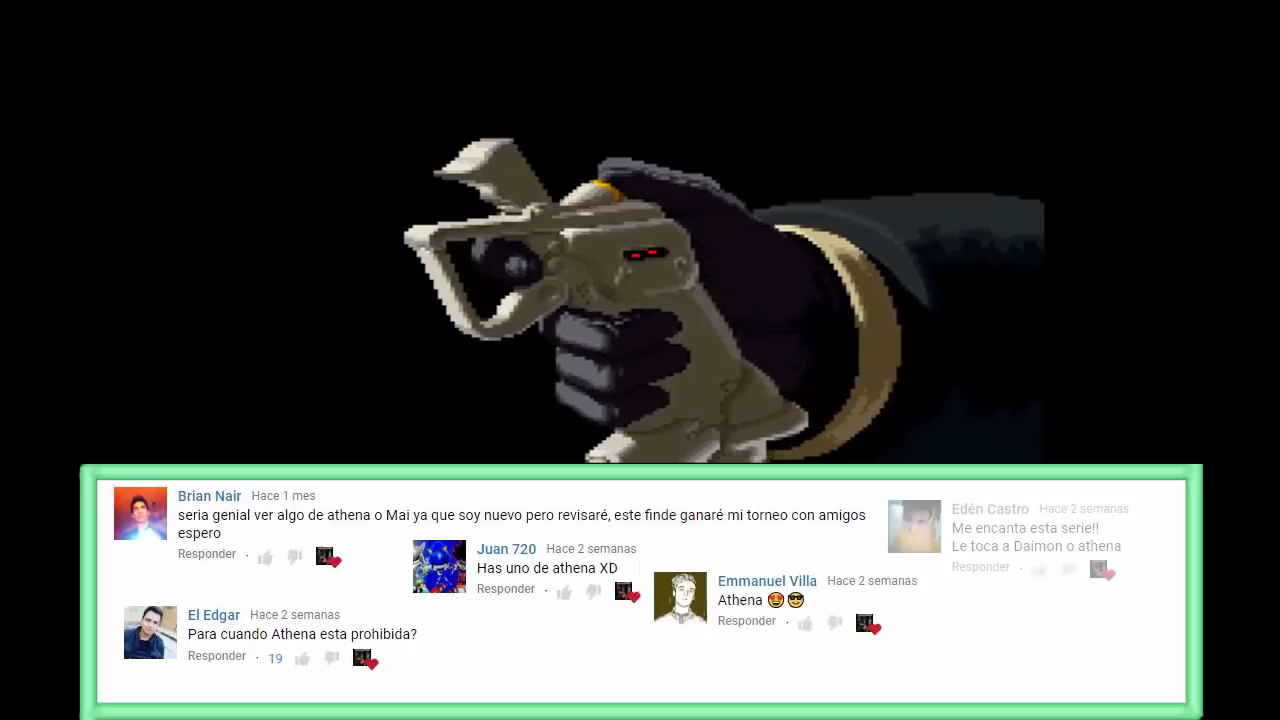 Brian Nair Hace 1 mes
seria genial ver algo de athena o Mai ya que soy nuevo pero revisaré, este finde ganaré mi torneo con amigos
espero
Responder ·
Juan 720 Hace 2 semanas
Has uno de athena XD
Responder ·
Edén Castro Hace 2 semanas
Me encanta esta serie!!
Le toca a Daimon o athena
Responder ·
Emmanuel Villa Hace 2 semanas
Athena 😍😎
Responder ·
El Edgar Hace 2 semanas
Para cuando Athena esta prohibida?
Responder · 19